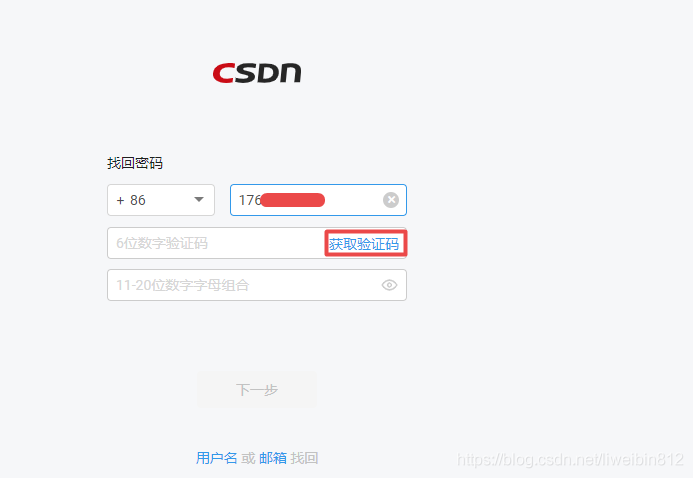 CSDN
找回密码
+ 86 176
6位数字验证码 获取验证码
11-20位数字字母组合
下一步
用户名 或 邮箱 找回
https://blog.csdn.net/liweibin812